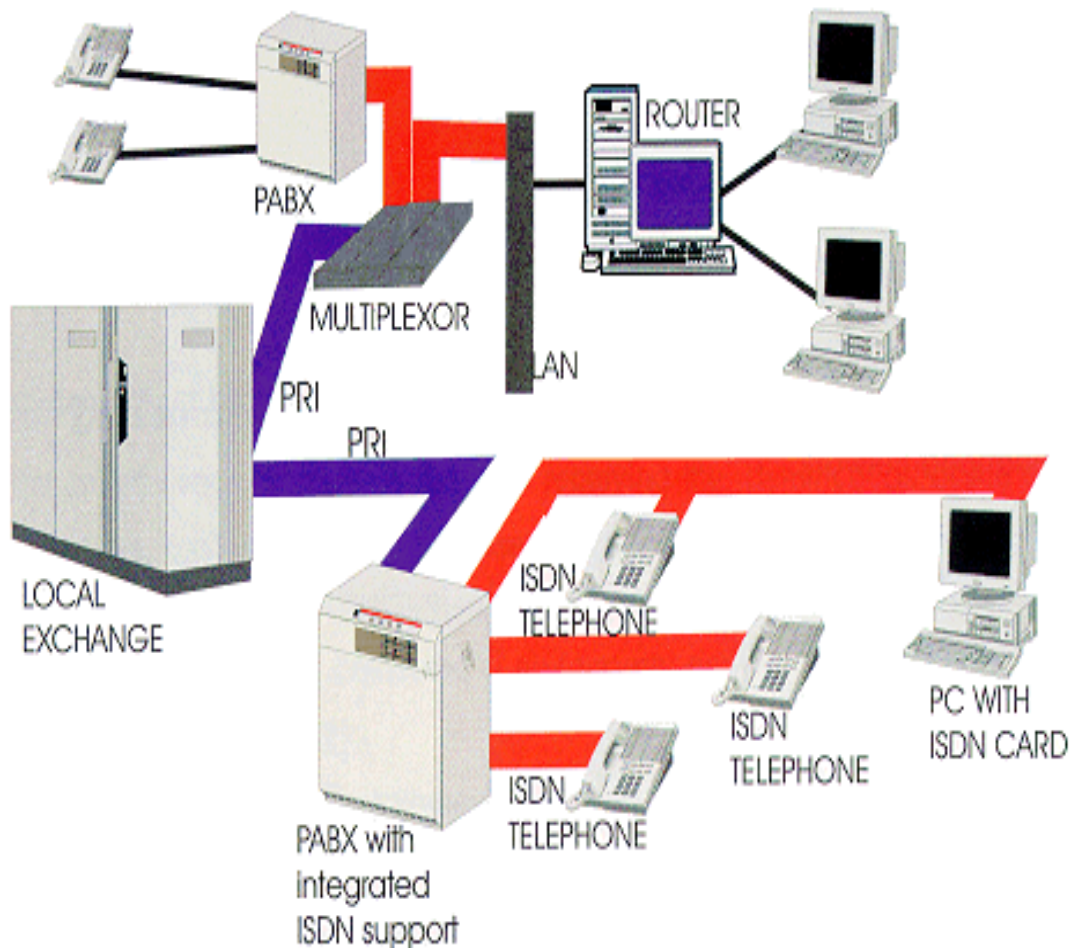 ROUTER
PABX
MULTIPLEXOR
LAN
PRI
PRI
LOCAL
EXCHANGE
ISDN
TELEPHONE
ISDN
TELEPHONE
PC WITH
ISDN CARD
ISDN
TELEPHONE
PABX with
integrated
ISDN support